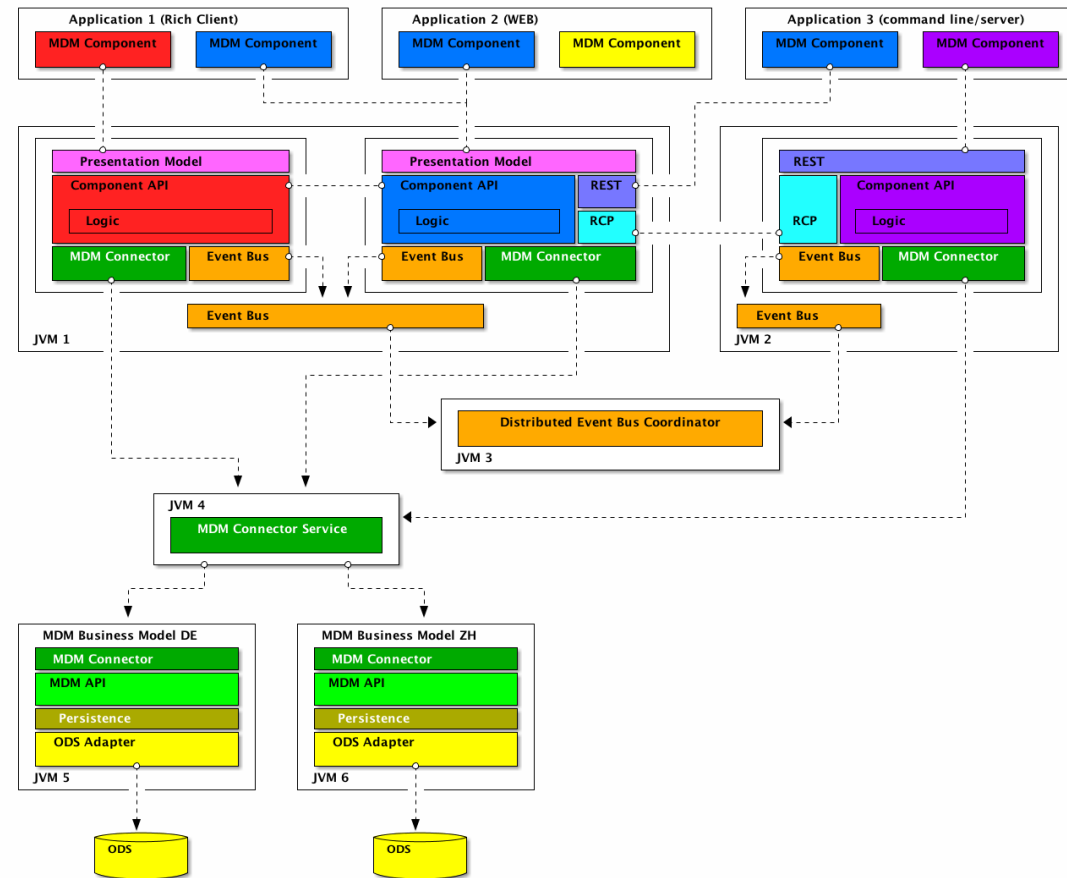 Application 1 (Rich Client)
MDM Component
MDM Component
Application 2 (WEB)
MDM Component
MDM Component
Application 3 (command line/server)
MDM Component
MDM Component
Presentation Model
Component API
Logic
MDM Connector
Event Bus
Presentation Model
Component API
REST
Logic
RCP
Event Bus
MDM Connector
Event Bus
JVM 1
REST
Component API
RCP
Logic
Event Bus
MDM Connector
Event Bus
JVM 2
Distributed Event Bus Coordinator
JVM 3
JVM 4
MDM Connector Service
MDM Business Model DE
MDM Connector
MDM API
Persistence
ODS Adapter
JVM 5
MDM Business Model ZH
MDM Connector
MDM API
Persistence
ODS Adapter
JVM 6
ODS
ODS